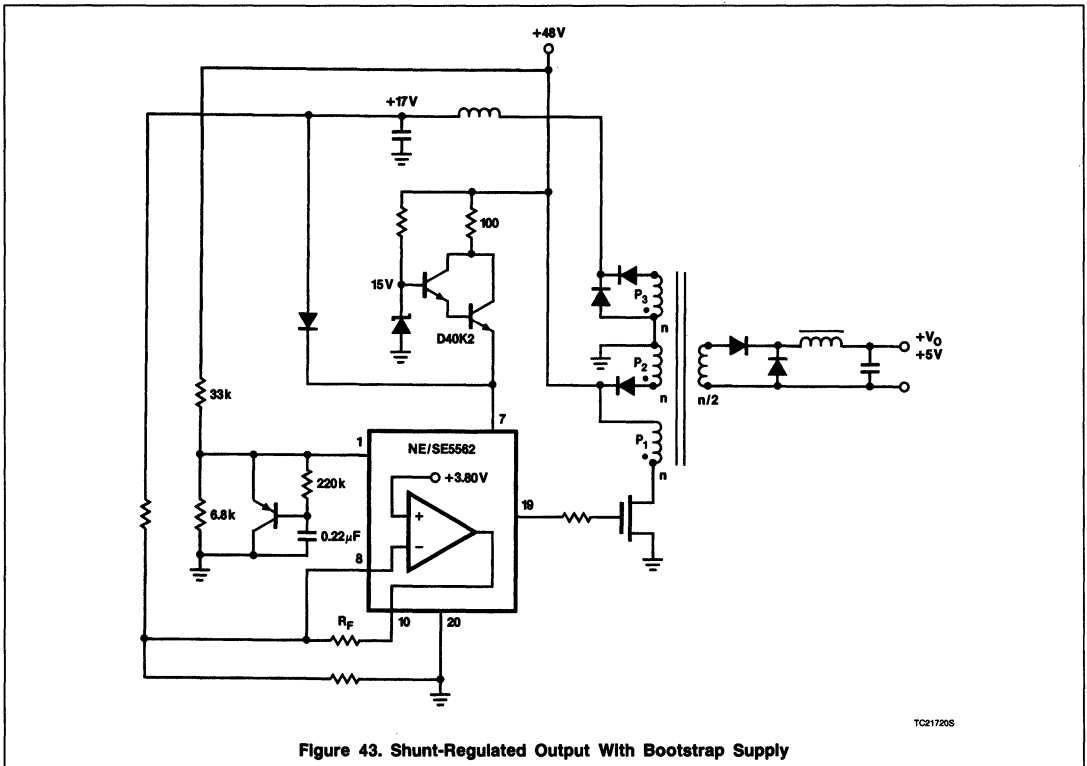 +48V
+17V
100
15V
D40K2
P3
n
P2
n
n/2
+VO
+5V
P1
n
33k
1
7
NE/SE5562
+3.80V
220k
19
6.8k
0.22μF
+
−
8
RF
10
20
TC21720S
Figure 43. Shunt-Regulated Output With Bootstrap Supply